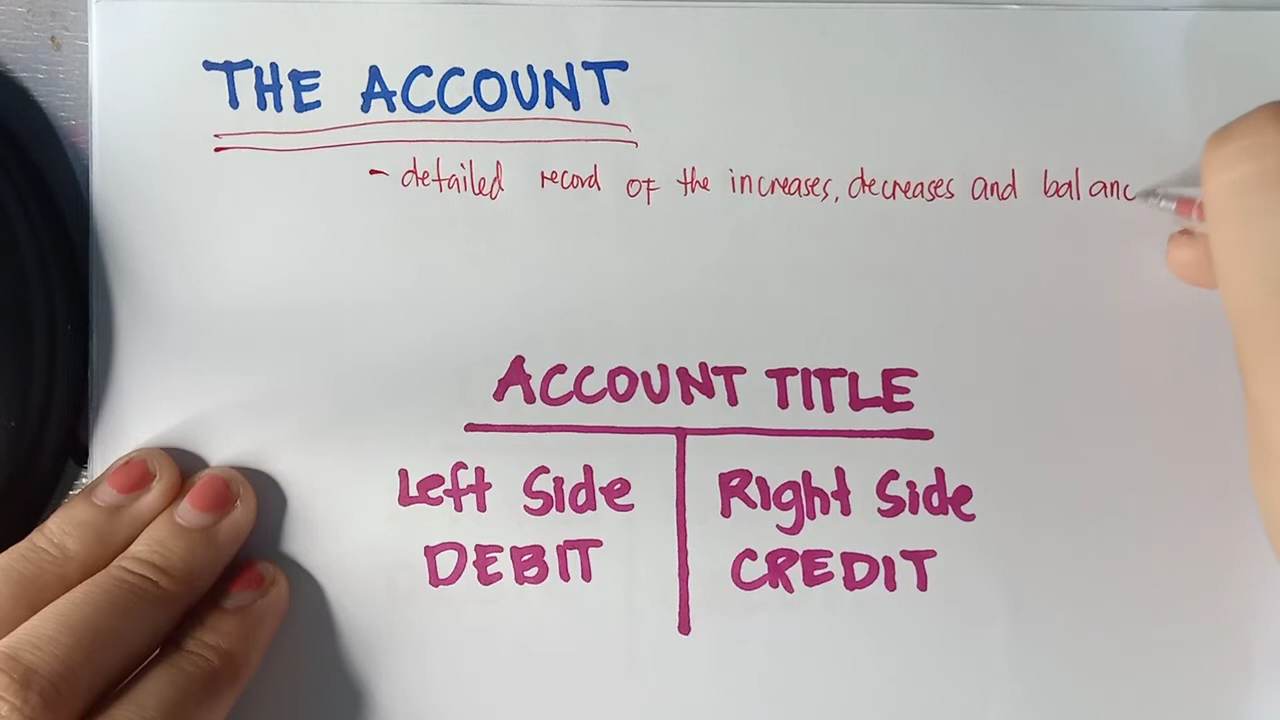 THE ACCOUNT
- detailed record of the increases, decreases and balanc
ACCOUNT TITLE
Left Side Right Side
DEBIT CREDIT